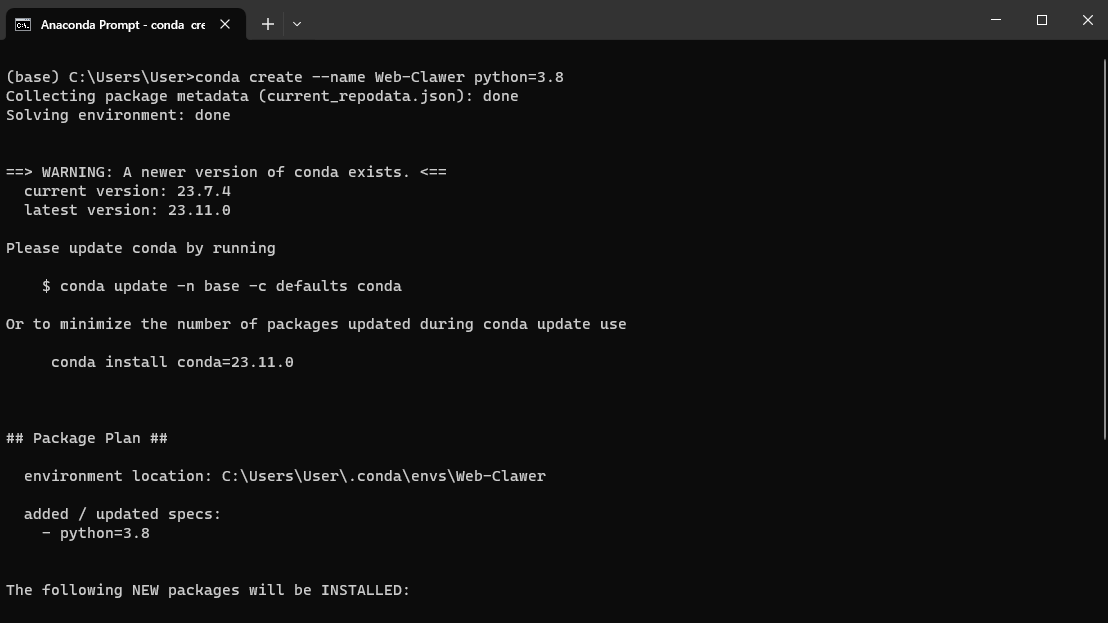 Anaconda Prompt - conda cre
(base) C:\Users\User>conda create --name Web-Clawer python=3.8
Collecting package metadata (current_repodata.json): done
Solving environment: done
==> WARNING: A newer version of conda exists. <==
current version: 23.7.4
latest version: 23.11.0
Please update conda by running
$ conda update -n base -c defaults conda
Or to minimize the number of packages updated during conda update use
conda install conda=23.11.0
## Package Plan ##
environment location: C:\Users\User\.conda\envs\Web-Clawer
added / updated specs:
- python=3.8
The following NEW packages will be INSTALLED: